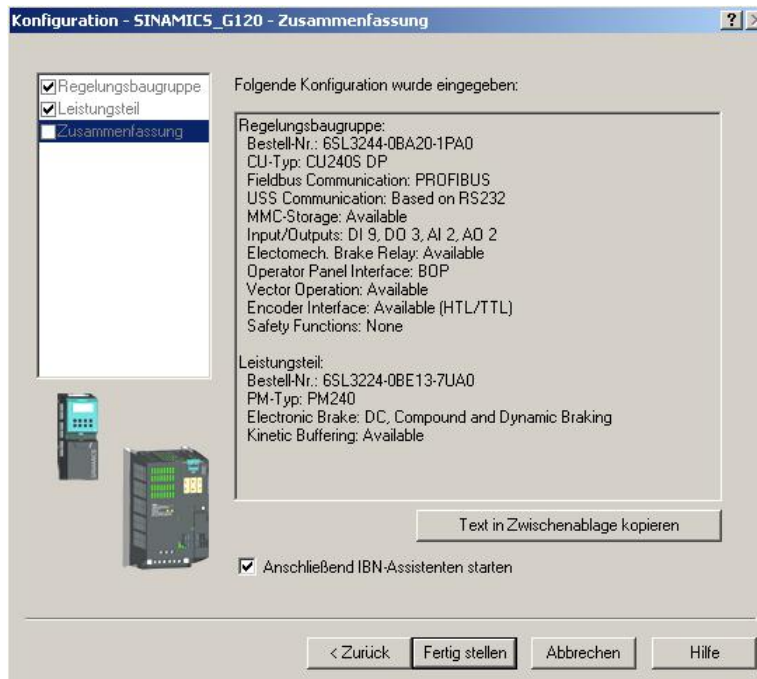 Konfiguration - SINAMICS_G120 - Zusammenfassung
Regelungsbaugruppe
Leistungsteil
Zusammenfassung
Folgende Konfiguration wurde eingegeben:
Regelungsbaugruppe:
Bestell-Nr.: 6SL3244-0BA20-1PA0
CU-Typ: CU240S DP
Fieldbus Communication: PROFIBUS
USS Communication: Based on RS232
MMC-Storage: Available
Input/Outputs: DI 9, DO 3, AI 2, AO 2
Electomech. Brake Relay: Available
Operator Panel Interface: BOP
Vector Operation: Available
Encoder Interface: Available (HTL/TTL)
Safety Functions: None
Leistungsteil:
Bestell-Nr.: 6SL3224-0BE13-7UA0
PM-Typ: PM240
Electronic Brake: DC, Compound and Dynamic Braking
Kinetic Buffering: Available
Text in Zwischenablage kopieren
Anschließend IBN-Assistenten starten
< Zurück
Fertig stellen
Abbrechen
Hilfe